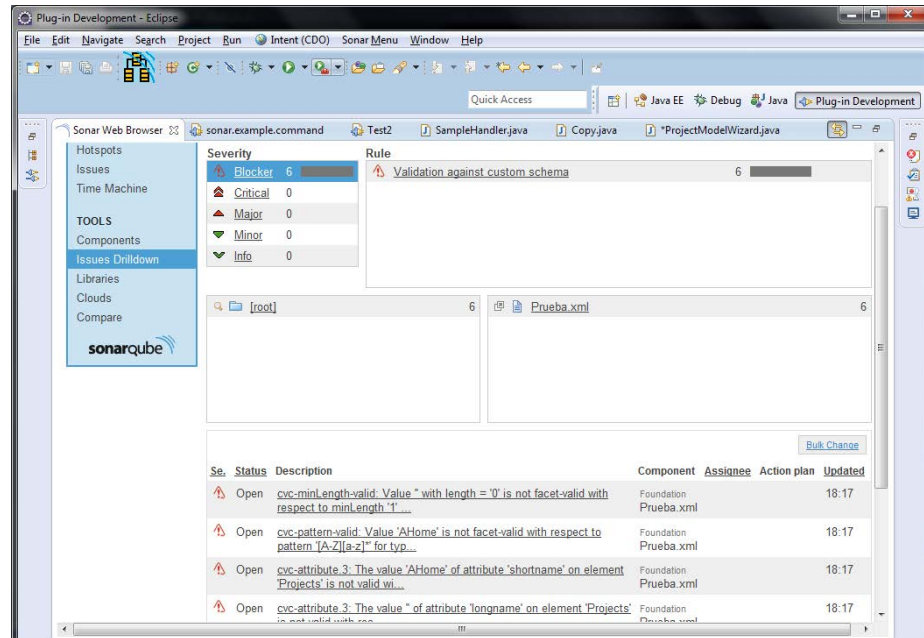 Plug-in Development - Eclipse
File Edit Navigate Search Project Run Intent (CDO) Sonar Menu Window Help
Quick Access
Java EE Debug Java Plug-in Development
Sonar Web Browser sonar.example.command Test2 SampleHandler.java Copy.java *ProjectModelWizard.java
Hotspots
Issues
Time Machine
TOOLS
Components
Issues Drilldown
Libraries
Clouds
Compare
sonarqube
Severity
Blocker 6
Critical 0
Major 0
Minor 0
Info 0
Rule
Validation against custom schema 6
[root] 6
Prueba.xml 6
Bulk Change
Se. Status Description Component Assignee Action plan Updated
Open cvc-minLength-valid: Value '' with length = '0' is not facet-valid with
respect to minLength '1' ...
Foundation
Prueba.xml
18:17
Open cvc-pattern-valid: Value 'AHome' is not facet-valid with respect to
pattern '[A-Z][a-z]*' for typ...
Foundation
Prueba.xml
18:17
Open cvc-attribute.3: The value 'AHome' of attribute 'shortname' on element
'Projects' is not valid wi...
Foundation
Prueba.xml
18:17
Open cvc-attribute.3: The value '' of attribute 'longname' on element 'Projects'
is not valid with
Foundation
Prueba.xml
18:17